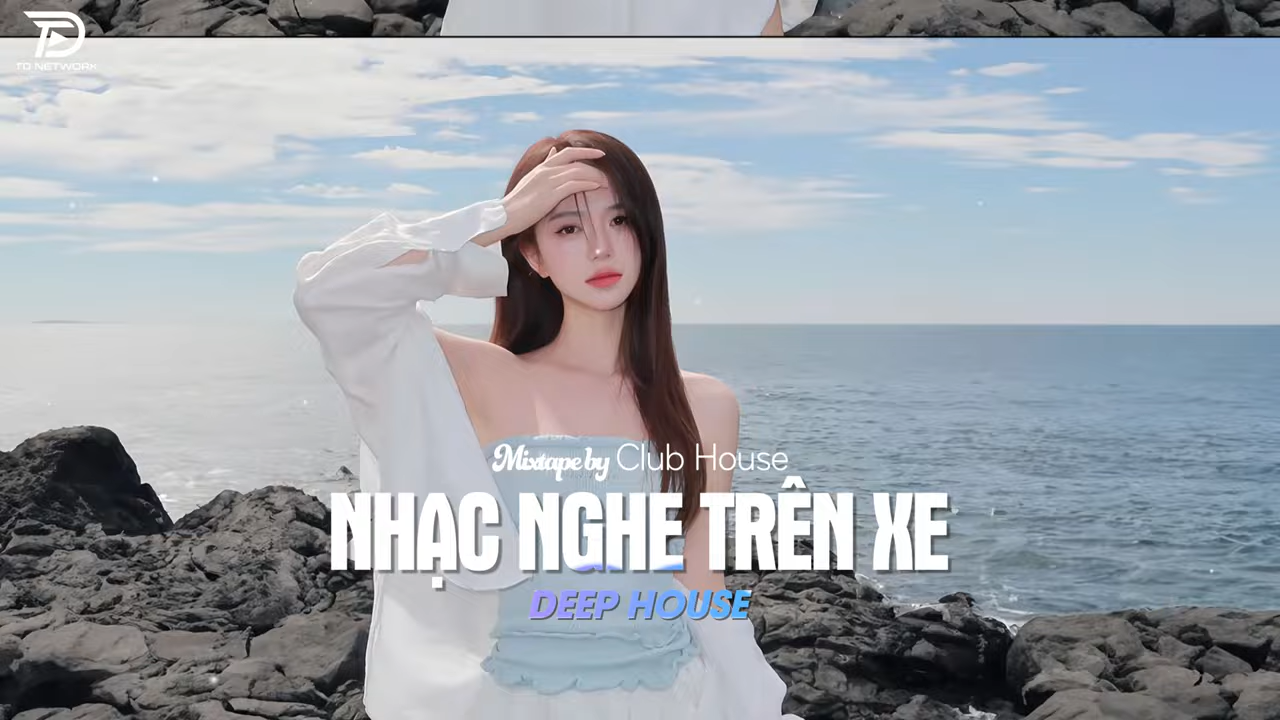 TD NETWORK
Mixtape by Club House
NHẠC NGHE TRÊN XE
DEEP HOUSE